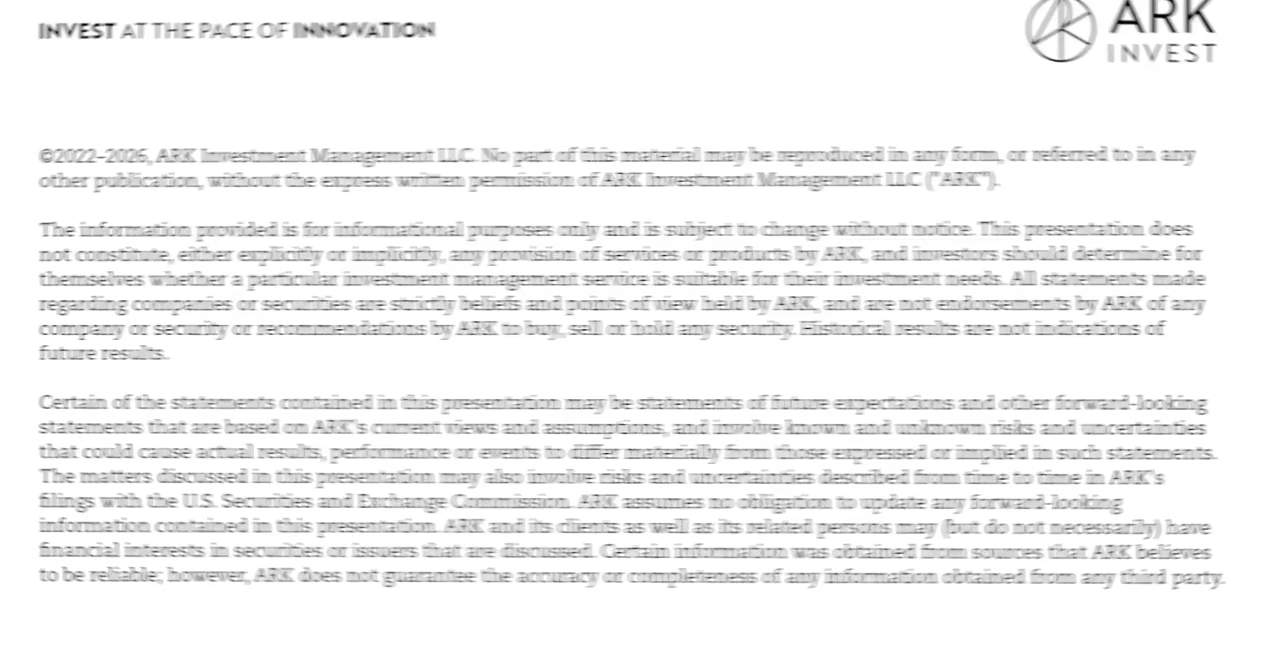 INVEST AT THE PACE OF INNOVATION
ARK
INVEST
©2022–2026, ARK Investment Management LLC. No part of this material may be reproduced in any form, or referred to in any
other publication, without the express written permission of ARK Investment Management LLC ("ARK").
The information provided is for informational purposes only and is subject to change without notice. This presentation does
not constitute, either explicitly or implicitly, any provision of services or products by ARK, and investors should determine for
themselves whether a particular investment management service is suitable for their investment needs. All statements made
regarding companies or securities are strictly beliefs and points of view held by ARK, and are not endorsements by ARK of any
company or security or recommendations by ARK to buy, sell or hold any security. Historical results are not indications of
future results.
Certain of the statements contained in this presentation may be statements of future expectations and other forward-looking
statements that are based on ARK's current views and assumptions, and involve known and unknown risks and uncertainties
that could cause actual results, performance or events to differ materially from those expressed or implied in such statements.
The matters discussed in this presentation may also involve risks and uncertainties described from time to time in ARK's
filings with the U.S. Securities and Exchange Commission. ARK assumes no obligation to update any forward-looking
information contained in this presentation. ARK and its clients as well as its related persons may (but do not necessarily) have
financial interests in securities or issuers that are discussed. Certain information was obtained from sources that ARK believes
to be reliable; however, ARK does not guarantee the accuracy or completeness of any information obtained from any third party.